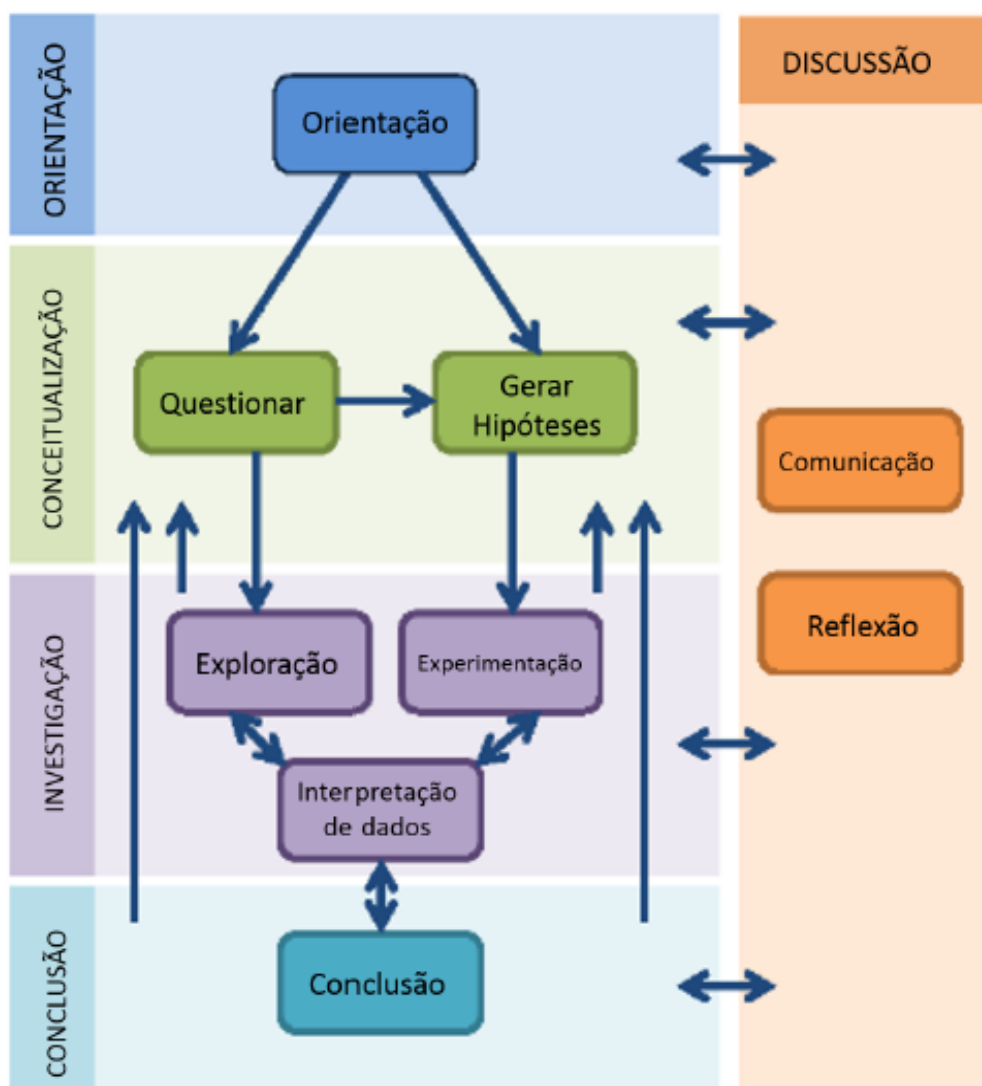 ORIENTAÇÃO
Orientação
CONCEITUALIZAÇÃO
Questionar
Gerar
Hipóteses
INVESTIGAÇÃO
Exploração
Experimentação
Interpretação
de dados
CONCLUSÃO
Conclusão
DISCUSSÃO
Comunicação
Reflexão